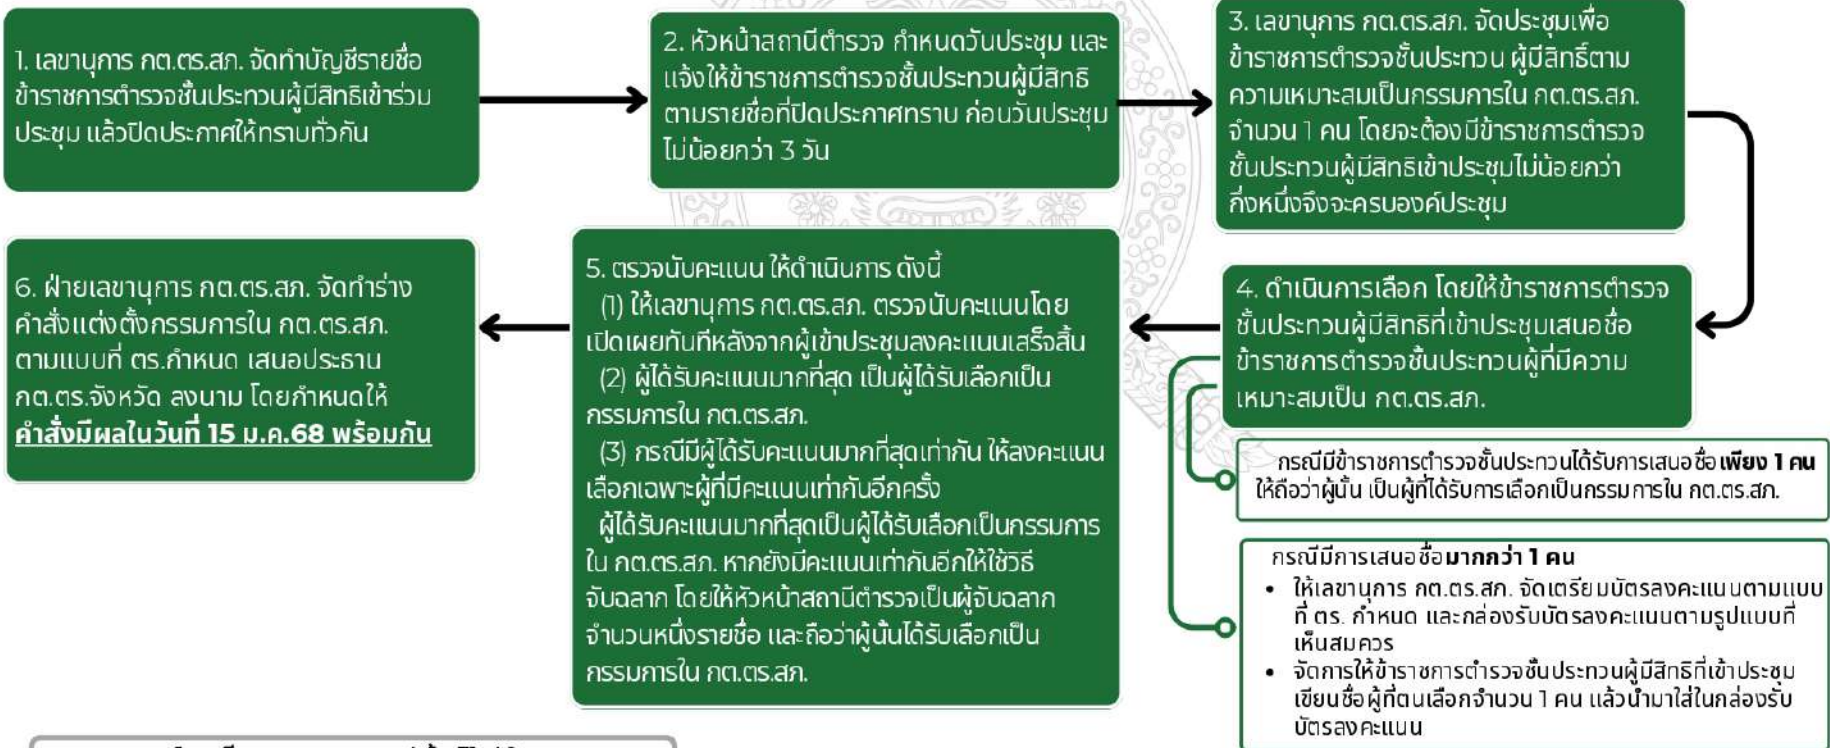 1. เลขานุการ กต.ตร.สภ. จัดทำบัญชีรายชื่อ
ข้าราชการตำรวจชั้นประทวนผู้มีสิทธิเข้าร่วม
ประชุม แล้วปิดประกาศให้ทราบทั่วกัน
2. หัวหน้าสถานีตำรวจ กำหนดวันประชุม และ
แจ้งให้ข้าราชการตำรวจชั้นประทวนผู้มีสิทธิ
ตามรายชื่อที่ปิดประกาศทราบ ก่อนวันประชุม
ไม่น้อยกว่า 3 วัน
3. เลขานุการ กต.ตร.สภ. จัดประชุมเพื่อ
ข้าราชการตำรวจชั้นประทวน ผู้มีสิทธิ์ตาม
ความเหมาะสมเป็นกรรมการใน กต.ตร.สภ.
จำนวน 1 คน โดยจะต้องมีข้าราชการตำรวจ
ชั้นประทวนผู้มีสิทธิเข้าประชุมไม่น้อยกว่า
กึ่งหนึ่งจึงจะครบองค์ประชุม
4. ดำเนินการเลือก โดยให้ข้าราชการตำรวจ
ชั้นประทวนผู้มีสิทธิที่เข้าประชุมเสนอชื่อ
ข้าราชการตำรวจชั้นประทวนผู้ที่มีความ
เหมาะสมเป็น กต.ตร.สภ.
กรณีมีข้าราชการตำรวจชั้นประทวนได้รับการเสนอชื่อเพียง 1 คน
ให้ถือว่าผู้นั้น เป็นผู้ที่ได้รับการเลือกเป็นกรรมการใน กต.ตร.สภ.
กรณีมีการเสนอชื่อมากกว่า 1 คน
• ให้เลขานุการ กต.ตร.สภ. จัดเตรียมบัตรลงคะแนนตามแบบ
ที่ ตร. กำหนด และกล่องรับบัตรลงคะแนนตามรูปแบบที่
เห็นสมควร
• จัดการให้ข้าราชการตำรวจชั้นประทวนผู้มีสิทธิที่เข้าประชุม
เขียนชื่อผู้ที่ตนเลือกจำนวน 1 คน แล้วนำมาใส่ในกล่องรับ
บัตรลงคะแนน
5. ตรวจนับคะแนน ให้ดำเนินการ ดังนี้
(1) ให้เลขานุการ กต.ตร.สภ. ตรวจนับคะแนนโดย
เปิดเผยทันทีหลังจากผู้เข้าประชุมลงคะแนนเสร็จสิ้น
(2) ผู้ได้รับคะแนนมากที่สุด เป็นผู้ได้รับเลือกเป็น
กรรมการใน กต.ตร.สภ.
(3) กรณีมีผู้ได้รับคะแนนมากที่สุดเท่ากัน ให้ลงคะแนน
เลือกเฉพาะผู้ที่มีคะแนนเท่ากันอีกครั้ง
ผู้ได้รับคะแนนมากที่สุดเป็นผู้ได้รับเลือกเป็นกรรมการ
ใน กต.ตร.สภ. หากยังมีคะแนนเท่ากันอีกให้ใช้วิธี
จับฉลาก โดยให้หัวหน้าสถานีตำรวจเป็นผู้จับฉลาก
จำนวนหนึ่งรายชื่อ และถือว่าผู้นั้นได้รับเลือกเป็น
กรรมการใน กต.ตร.สภ.
6. ฝ่ายเลขานุการ กต.ตร.สภ. จัดทำร่าง
คำสั่งแต่งตั้งกรรมการใน กต.ตร.สภ.
ตามแบบที่ ตร.กำหนด เสนอประธาน
กต.ตร.จังหวัด ลงนาม โดยกำหนดให้
คำสั่งมีผลในวันที่ 15 ม.ค.68 พร้อมกัน